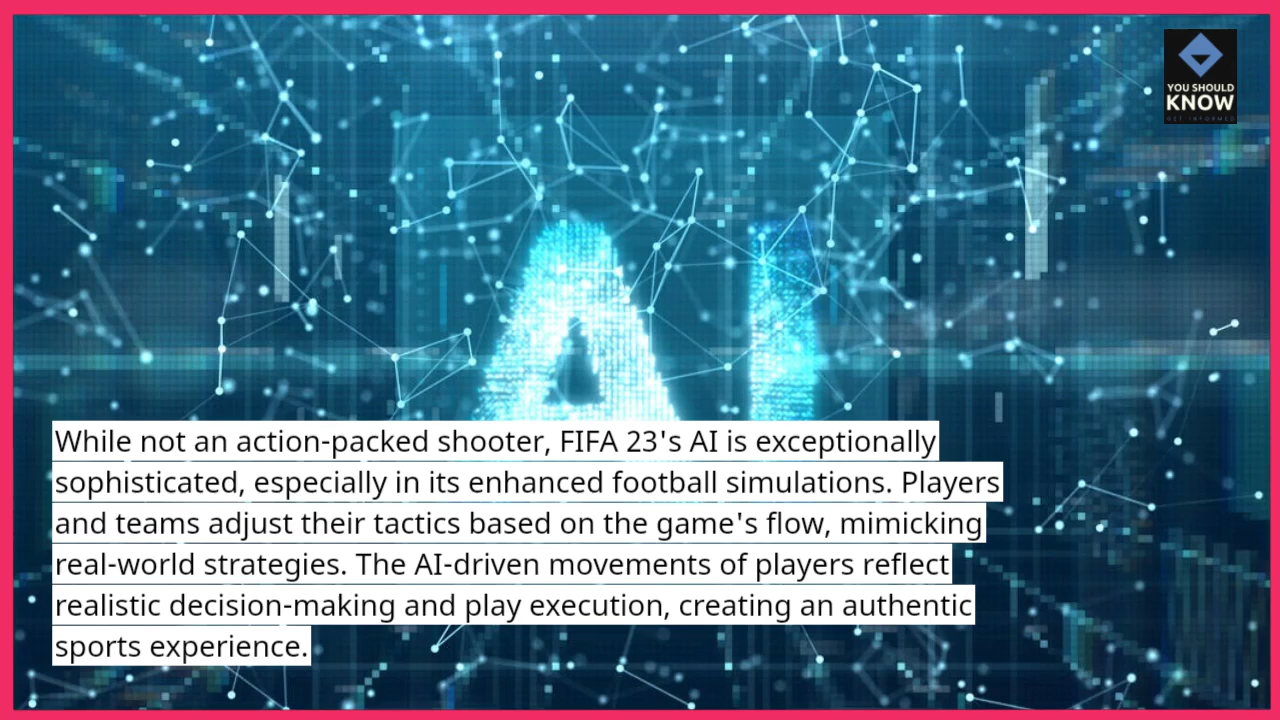 YOU SHOULD
KNOW
GET INFORMED
AI
While not an action-packed shooter, FIFA 23's AI is exceptionally
sophisticated, especially in its enhanced football simulations. Players
and teams adjust their tactics based on the game's flow, mimicking
real-world strategies. The AI-driven movements of players reflect
realistic decision-making and play execution, creating an authentic
sports experience.